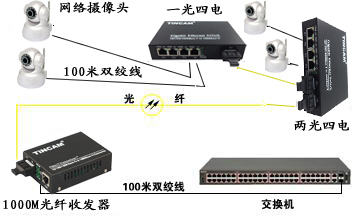 网络摄像头
一光四电
TINCAM
100米双绞线
光 纤
两光四电
TINCAM
100米双绞线
1000M光纤收发器
交换机